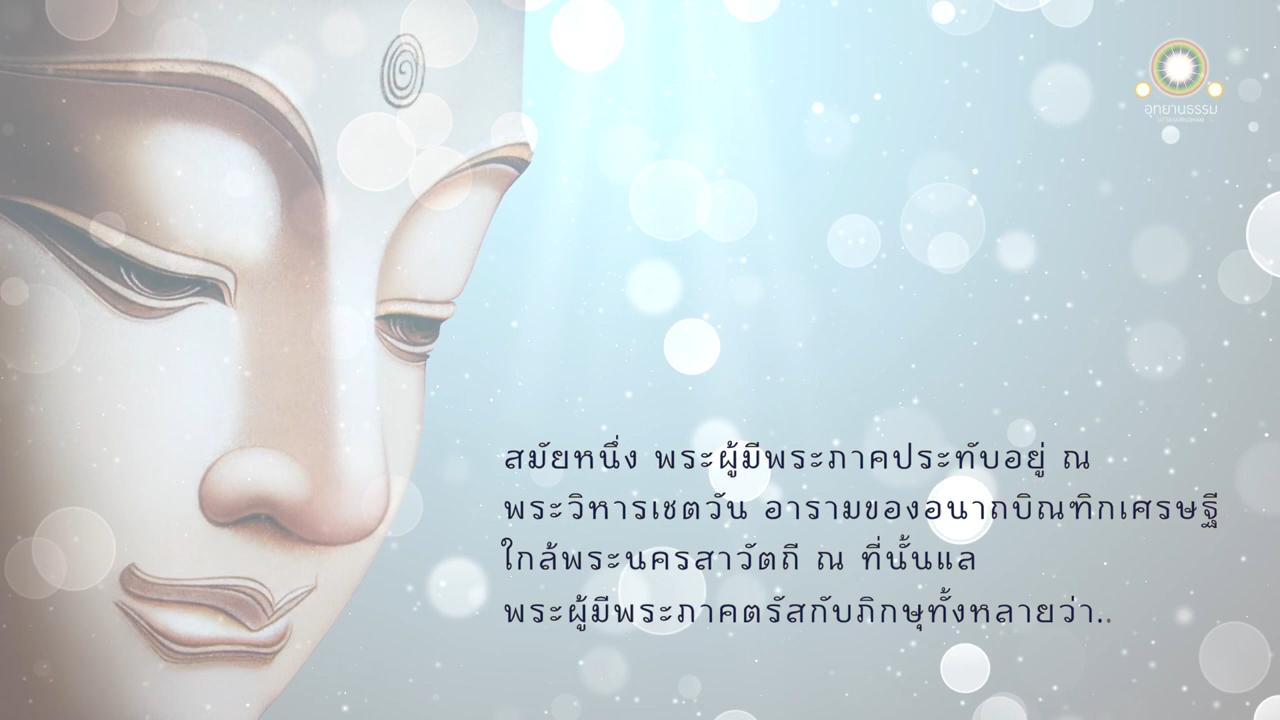 อุทยานธรรม
สมัยหนึ่ง พระผู้มีพระภาคประทับอยู่ ณ
พระวิหารเชตวัน อารามของอนาถบิณฑิกเศรษฐี
ใกล้พระนครสาวัตถี ณ ที่นั้นแล
พระผู้มีพระภาคตรัสกับภิกษุทั้งหลายว่า..